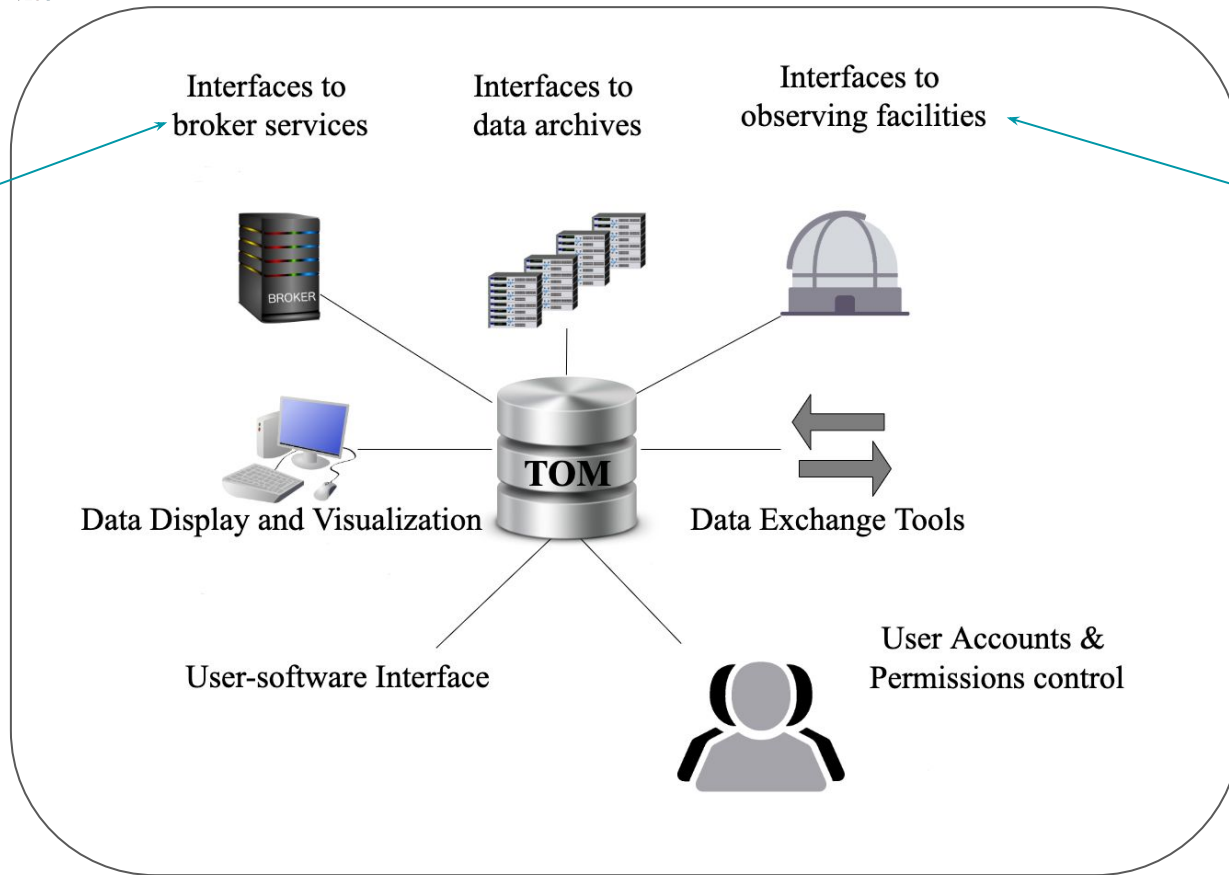 Interfaces to
broker services
Interfaces to
data archives
Interfaces to
observing facilities
BROKER
TOM
Data Display and Visualization
Data Exchange Tools
User-software Interface
User Accounts &
Permissions control